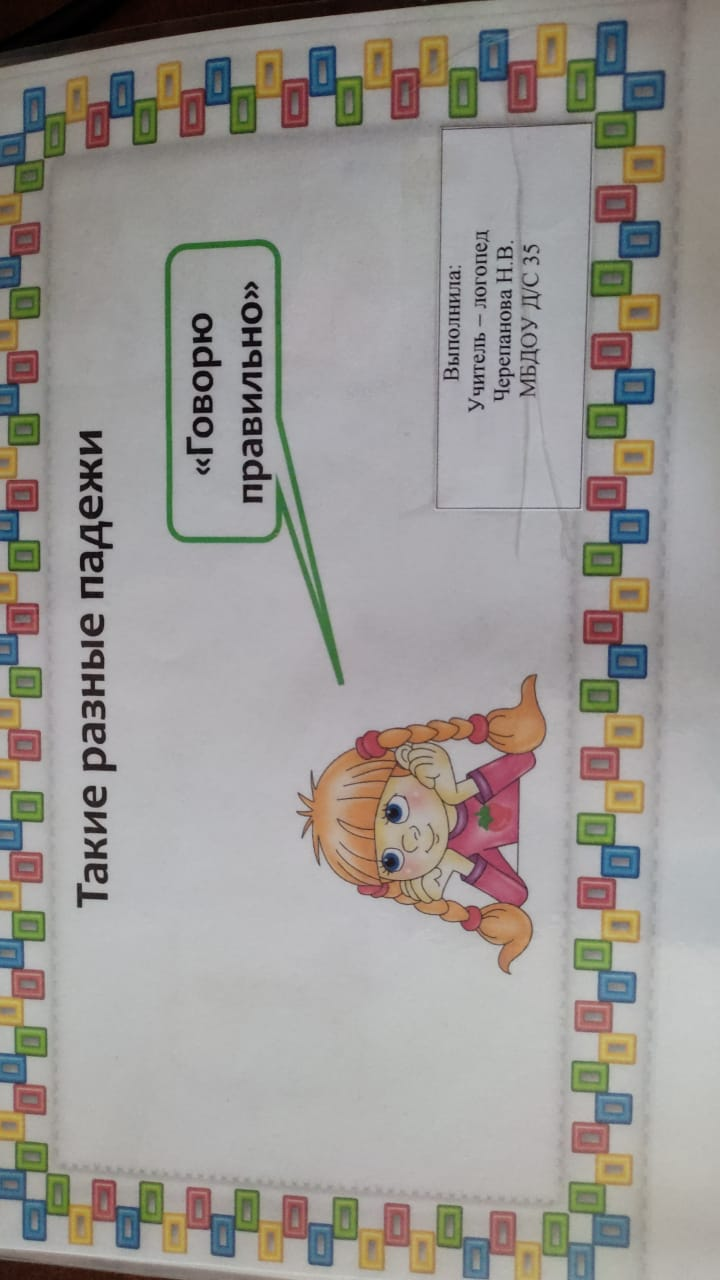 Такие разные падежи
«Говорю
правильно»
Выполнила:
Учитель – логопед
Черепанова Н.В.
МБДОУ Д/С 35